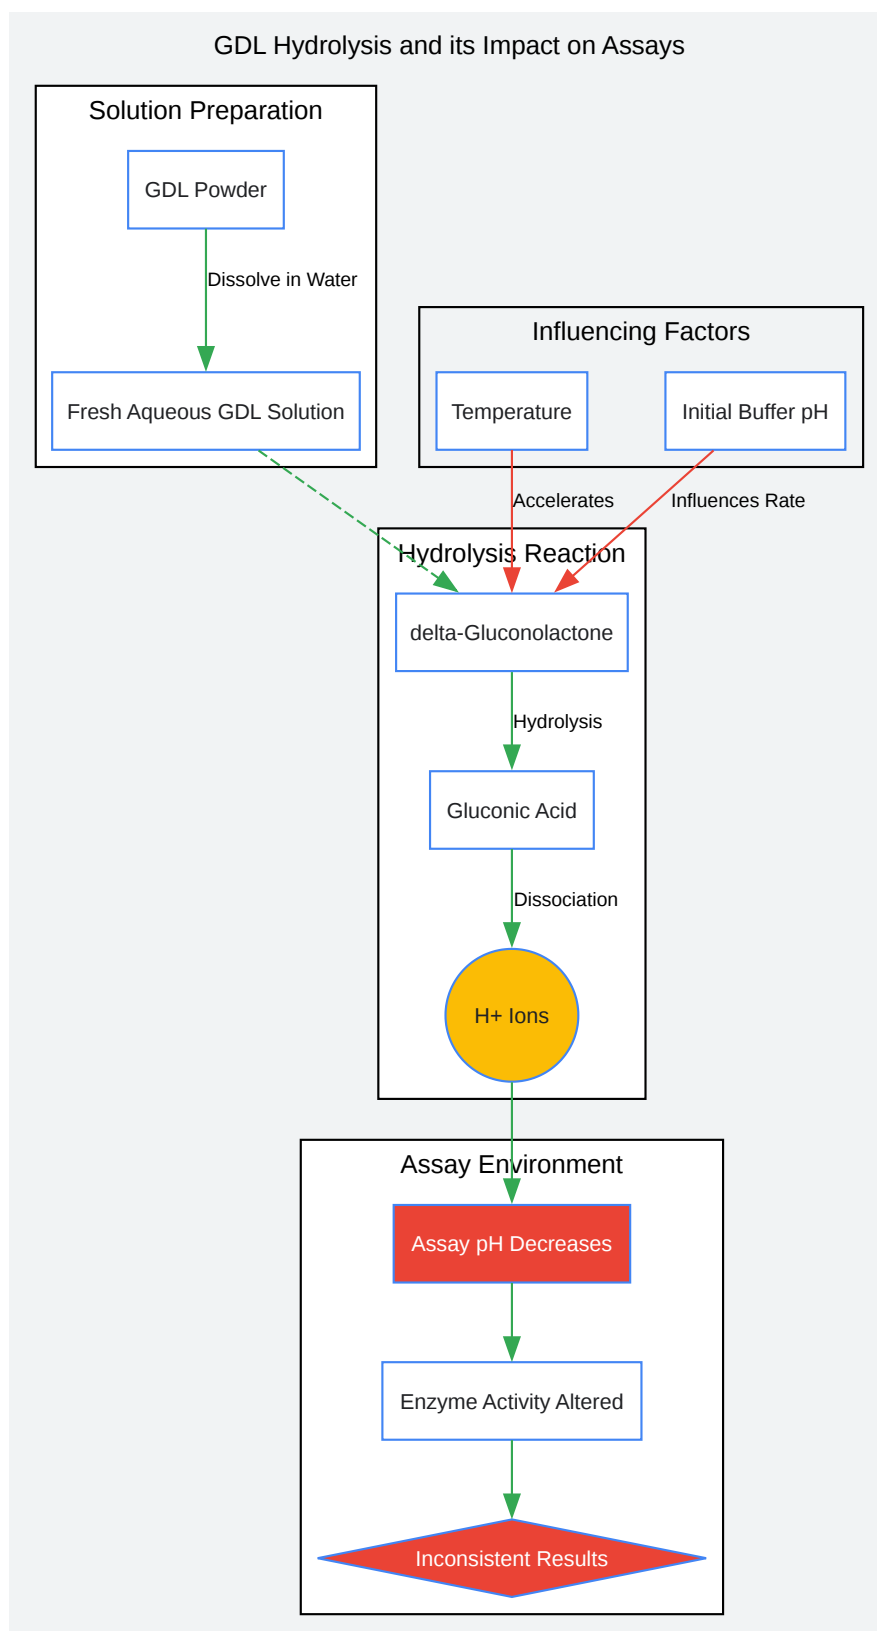 GDL Hydrolysis and its Impact on Assays
Solution Preparation
GDL Powder
Dissolve in Water
Fresh Aqueous GDL Solution
Influencing Factors
Temperature
Initial Buffer pH
Accelerates
Influences Rate
Hydrolysis Reaction
delta-Gluconolactone
Hydrolysis
Gluconic Acid
Dissociation
H+ Ions
Assay Environment
Assay pH Decreases
Enzyme Activity Altered
Inconsistent Results